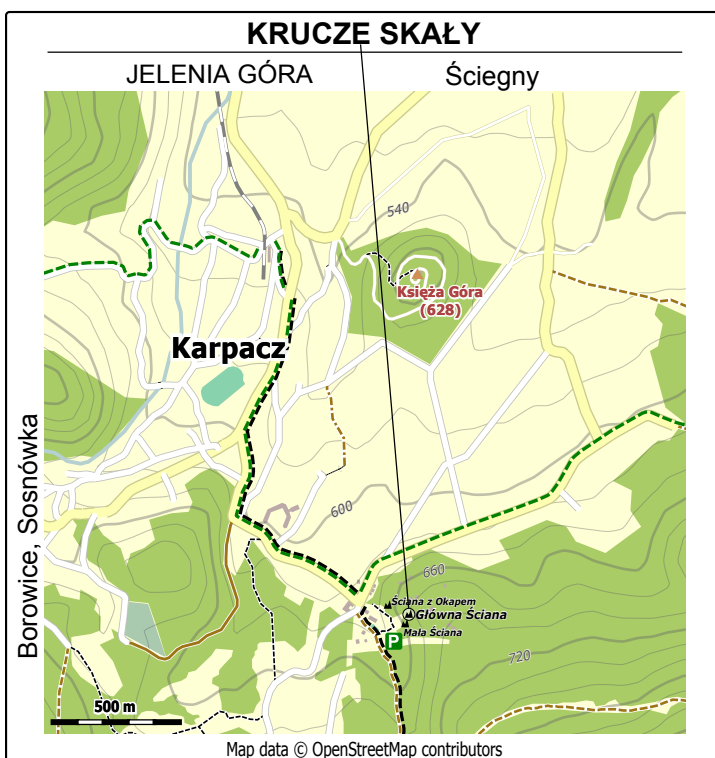 KRUCZE SKAŁY
JELENIA GÓRA
Ściegny
540
Księża Góra
(628)
Karpacz
Borowice, Sosnówka
600
660
Ściana z Okapem
Główna Ściana
Mała Ściana
P
720
500 m
Map data © OpenStreetMap contributors